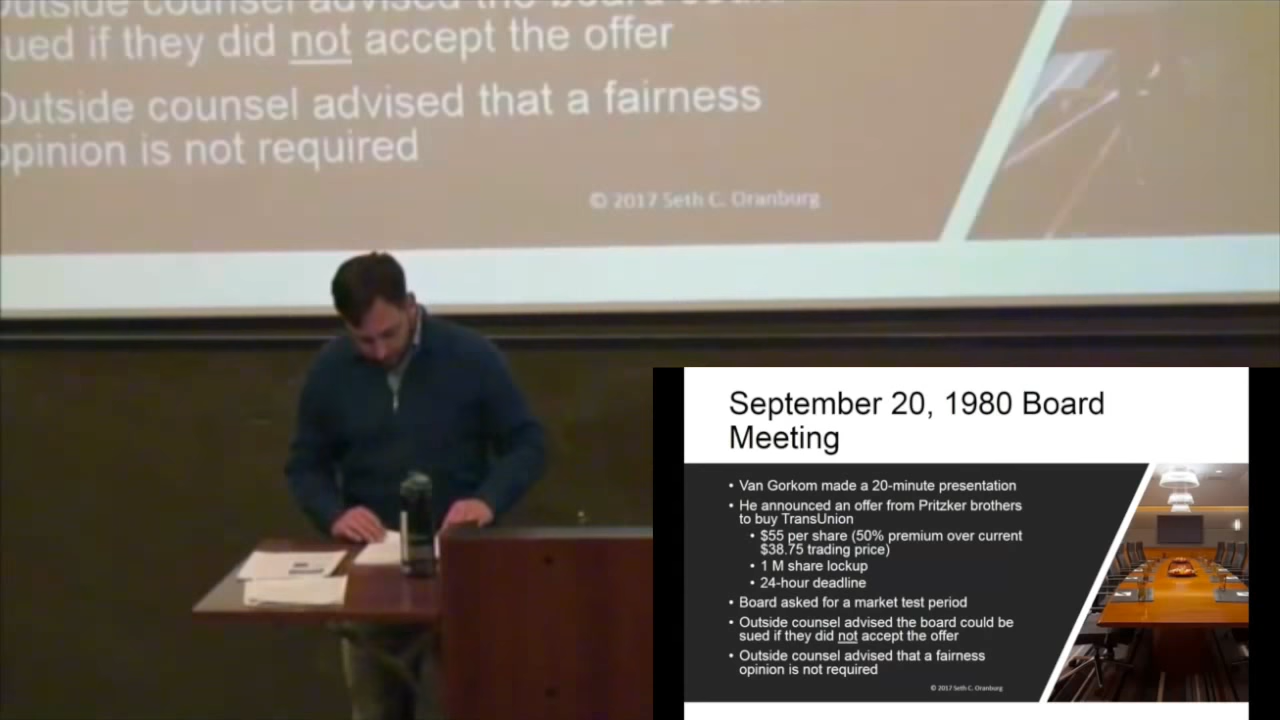 utside counsel advised the board could
ued if they did not accept the offer
Outside counsel advised that a fairness
opinion is not required
© 2017 Seth C. Oranburg
September 20, 1980 Board
Meeting
• Van Gorkom made a 20-minute presentation
• He announced an offer from Pritzker brothers
to buy TransUnion
• $55 per share (50% premium over current
$38.75 trading price)
• 1 M share lockup
• 24-hour deadline
• Board asked for a market test period
• Outside counsel advised the board could be
sued if they did not accept the offer
• Outside counsel advised that a fairness
opinion is not required
© 2017 Seth C. Oranburg